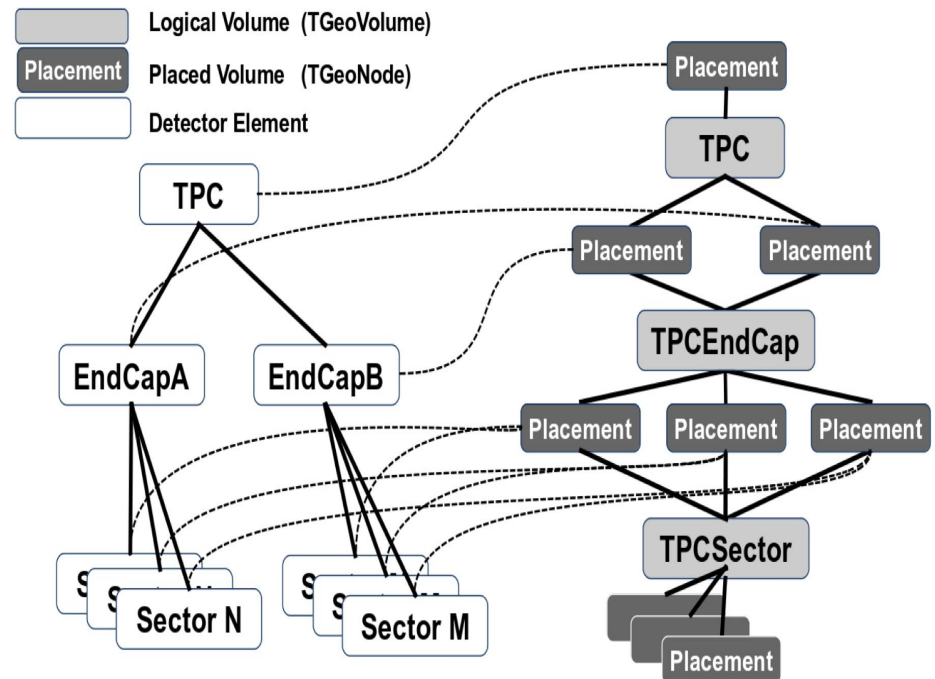 Logical Volume (TGeoVolume)
Placement
Placed Volume (TGeoNode)
Detector Element
Placement
TPC
TPC
Placement
Placement
TPCEndCap
EndCapA
EndCapB
Placement
Placement
Placement
TPCSector
S
S
Sector N
S
S
Sector M
Placement